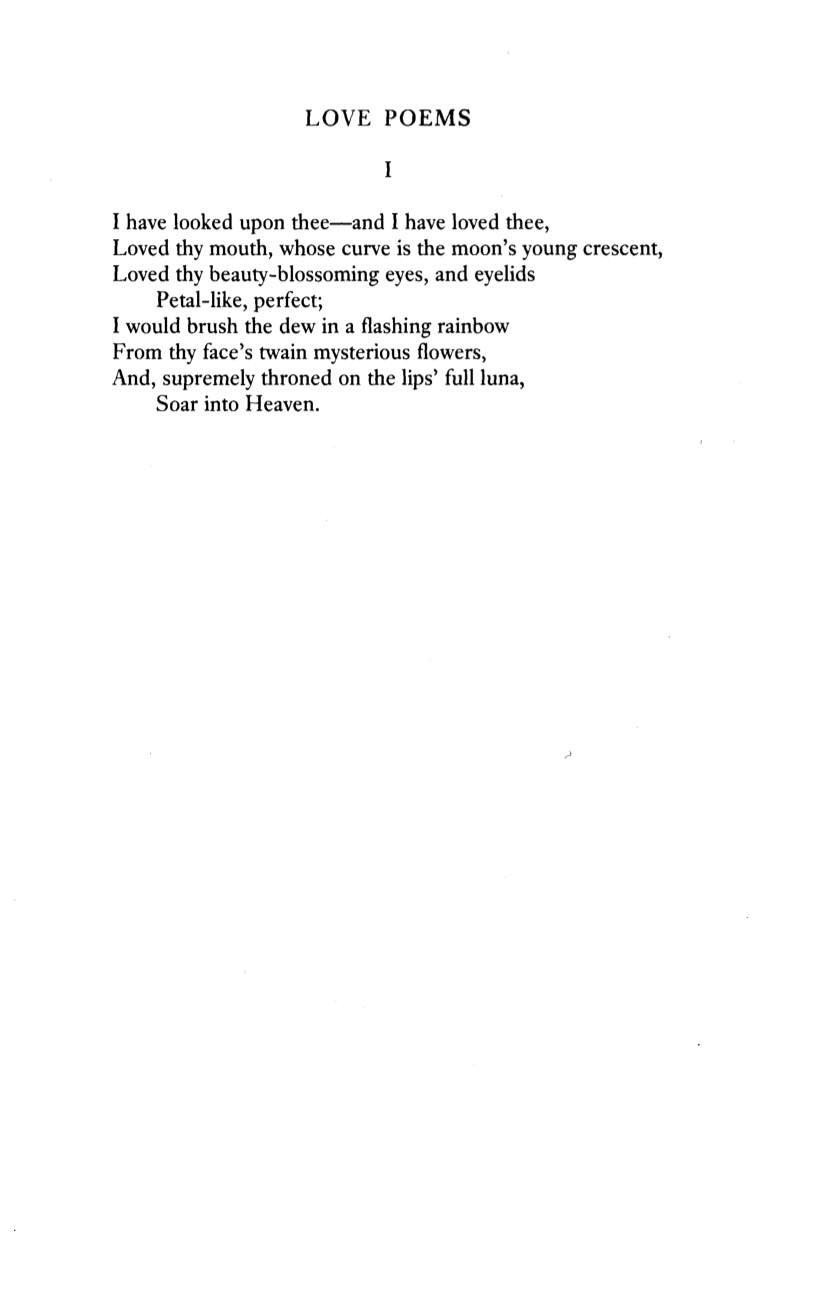 LOVE POEMS
I
I have looked upon thee—and I have loved thee,
Loved thy mouth, whose curve is the moon's young crescent,
Loved thy beauty-blossoming eyes, and eyelids
Petal-like, perfect;
I would brush the dew in a flashing rainbow
From thy face's twain mysterious flowers,
And, supremely throned on the lips' full luna,
Soar into Heaven.